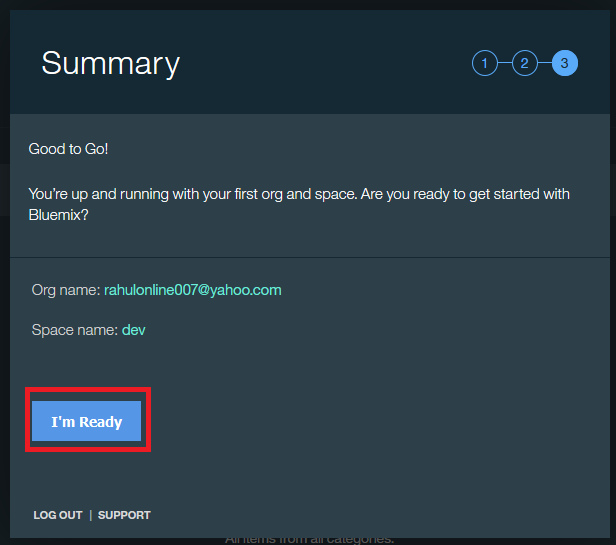 Summary
1 2 3
Good to Go!
You're up and running with your first org and space. Are you ready to get started with
Bluemix?
Org name: rahulonline007@yahoo.com
Space name: dev
I'm Ready
LOG OUT | SUPPORT
All items from all categories.